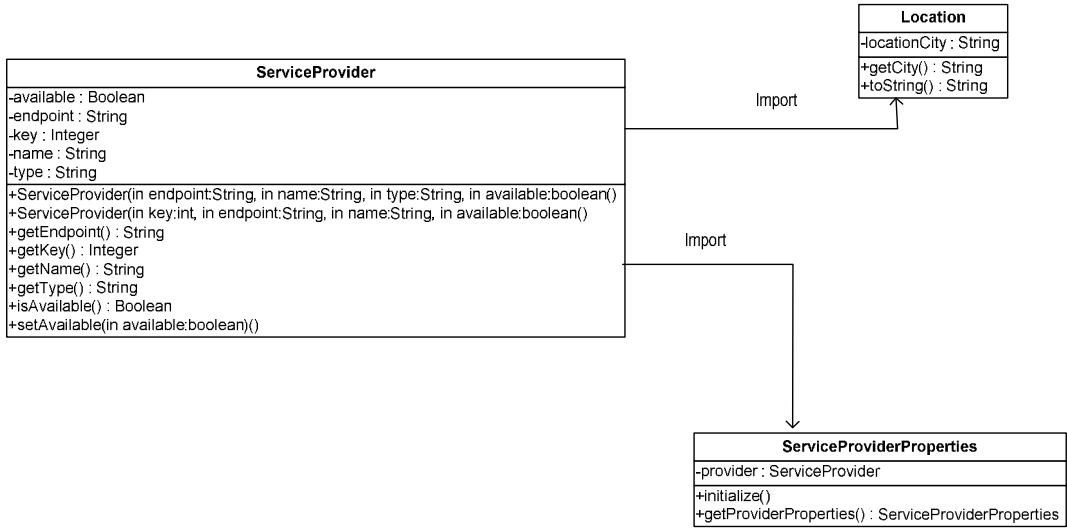 Location
-locationCity : String
+getCity() : String
+toString() : String
ServiceProvider
-available : Boolean
-endpoint : String
-key : Integer
-name : String
-type : String
+ServiceProvider(in endpoint:String, in name:String, in type:String, in available:boolean()
+ServiceProvider(in key:int, in endpoint:String, in name:String, in available:boolean()
+getEndpoint() : String
+getKey() : Integer
+getName() : String
+getType() : String
+isAvailable() : Boolean
+setAvailable(in available:boolean)()
Import
Import
ServiceProviderProperties
-provider : ServiceProvider
+initialize()
+getProviderProperties() : ServiceProviderProperties